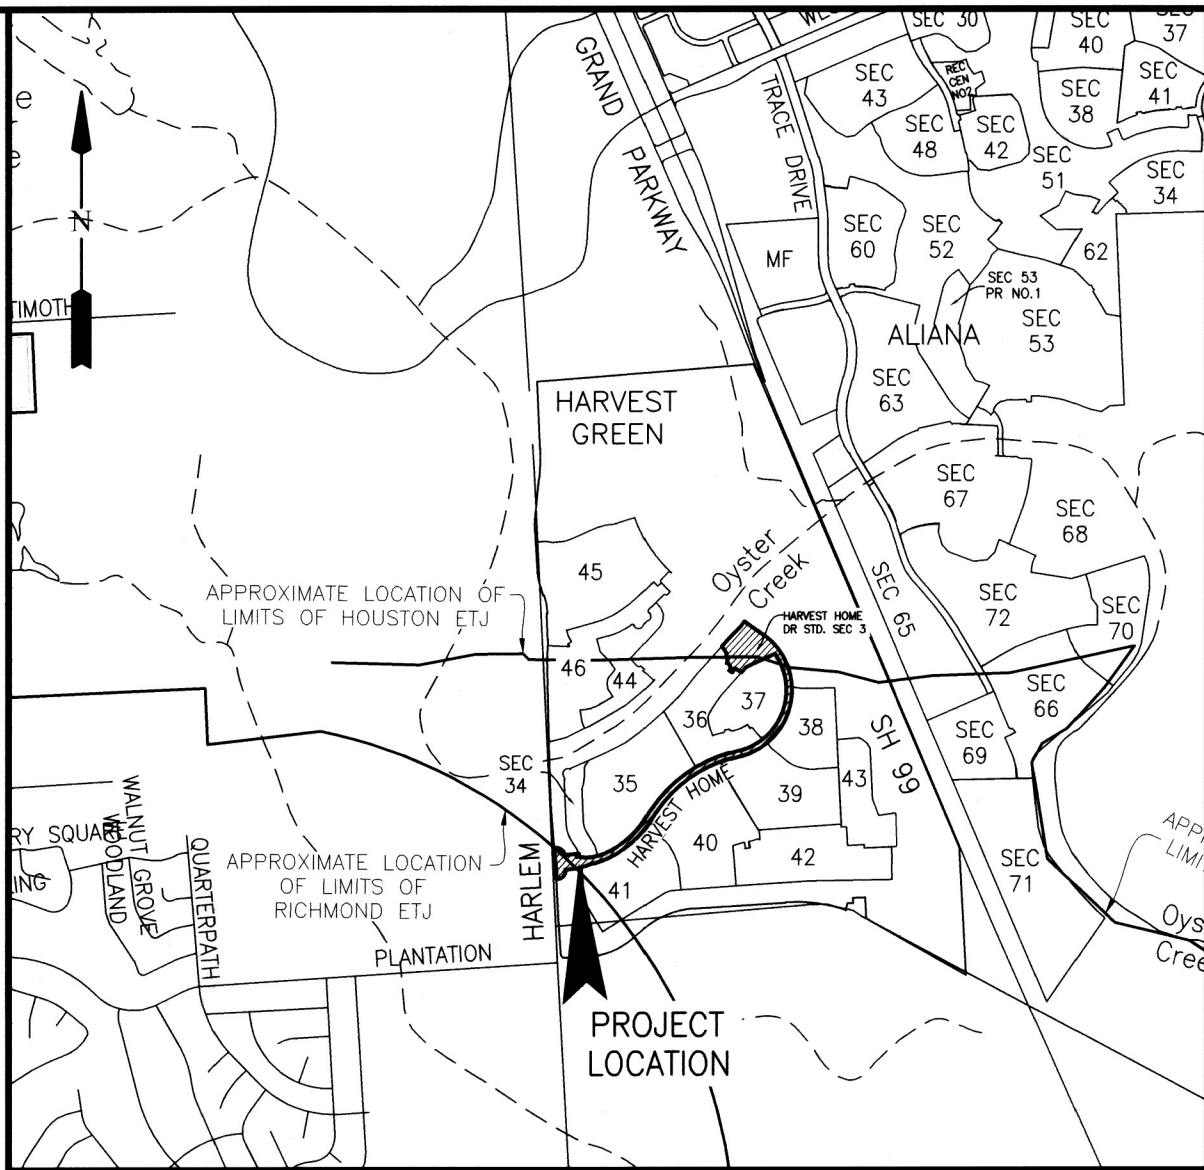 WES
SEC 30
SEC
40
SEC
37
GRAND
PARKWAY
TRACE DRIVE
SEC
43
REC
CEN
NO2
SEC
38
SEC
41
SEC
48
SEC
42
SEC
51
SEC
34
e
e
N
MF
SEC
60
SEC
52
62
SEC 53
PR NO.1
SEC
53
TIMOTH
ALIANA
SEC
63
HARVEST
GREEN
SEC
67
SEC
68
45
Oyster
Creek
SEC 65
APPROXIMATE LOCATION OF
LIMITS OF HOUSTON ETJ
HARVEST HOME
DR STD. SEC 3
SEC
72
SEC
70
46
44
37
36
38
SEC
66
SEC
69
SH 99
SEC
34
35
HARVEST HOME
39
43
WALNUT GROVE
WOODLAND
RY SQUARE
LING
QUARTERPATH
APPROXIMATE LOCATION
OF LIMITS OF
RICHMOND ETJ
HARLEM
40
42
41
SEC
71
APP
LIMI
Oys
Cree
PLANTATION
PROJECT
LOCATION